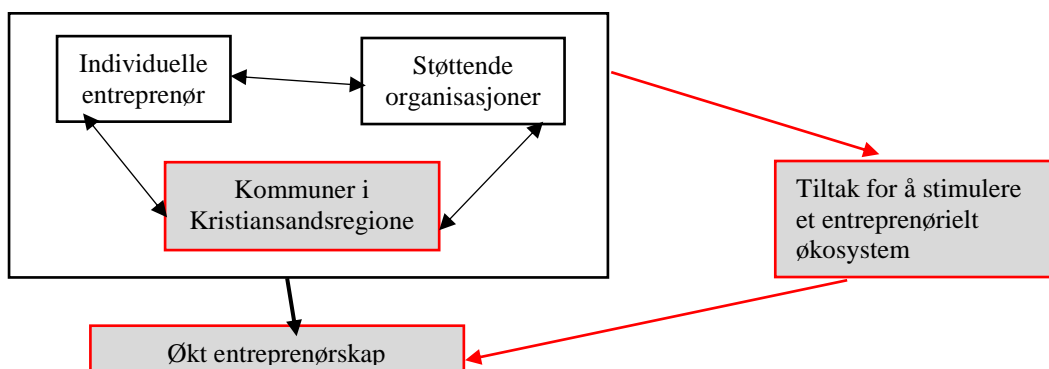 Individuelle
entreprenør
Støttende
organisasjoner
Kommuner i
Kristiansandsregione
Tiltak for å stimulere
et entreprenørielt
økosystem
Økt entreprenørskap